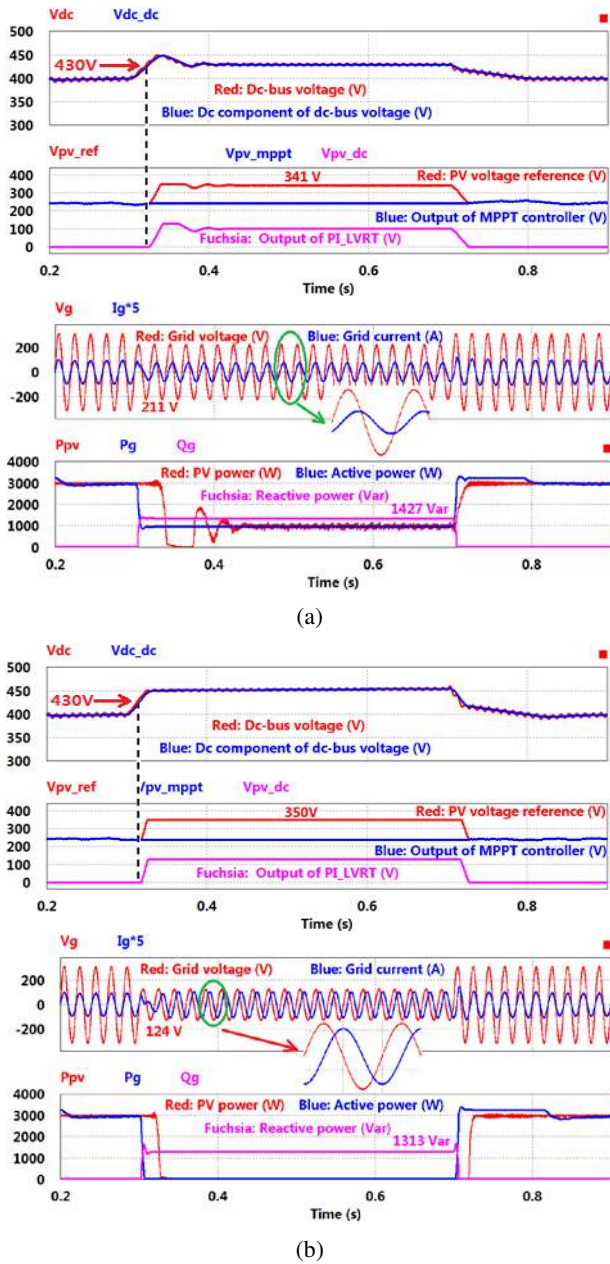 Vdc Vdc_dc
500
430V
400
300
Red: Dc-bus voltage (V)
Blue: Dc component of dc-bus voltage (V)
Vpv_ref Vpv_mppt Vpv_dc
400
300
200
100
0
341 V
Red: PV voltage reference (V)
Blue: Output of MPPT controller (V)
Fuchsia: Output of PI_LVRT (V)
0.2 0.4 0.6 0.8
Time (s)
Vg Ig*5
Red: Grid voltage (V) Blue: Grid current (A)
200
0
-200
211 V
Ppv Pg Qg
4000
3000
2000
1000
0
Red: PV power (W) Blue: Active power (W)
Fuchsia: Reactive power (Var)
1427 Var
0.2 0.4 0.6 0.8
Time (s)
(a)
Vdc Vdc_dc
500
450
430V
400
350
300
Red: Dc-bus voltage (V)
Blue: Dc component of dc-bus voltage (V)
Vpv_ref /pv_mppt Vpv_dc
400
300
200
100
0
350V
Red: PV voltage reference (V)
Blue: Output of MPPT controller (V)
Fuchsia: Output of PI_LVRT (V)
0.2 0.4 0.6 0.8
Time (s)
Vg Ig*5
Red: Grid voltage (V) Blue: Grid current (A)
200
0
-200
124 V
Ppv Pg Qg
4000
3000
2000
1000
0
Red: PV power (W) Blue: Active power (W)
Fuchsia: Reactive power (Var)
1313 Var
0.2 0.4 0.6 0.8
Time (s)
(b)